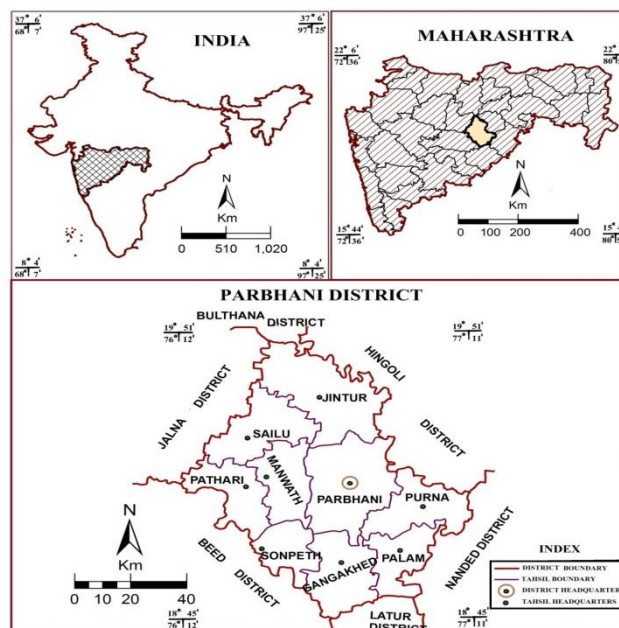 37° 6'
68° 7'
37° 6'
97° 25'
INDIA
N
Km
0 510 1,020
8° 4'
68° 7'
8° 4'
97° 25'
MAHARASHTRA
22° 6'
72° 36'
22°
80°
N
Km
0 100 200 400
15° 44'
72° 36'
15°
80°
PARBHANI DISTRICT
19° 51'
76° 12'
19° 51'
77° 11'
BULTHANA
DISTRICT
HINGOLI
DISTRICT
JALNA DISTRICT
JINTUR
SAILU
MANWATH
PATHARI
PARBHANI
PURNA
SONPETH
GANGAKHED
PALAM
BEED DISTRICT
NANDED DISTRICT
LATUR
DISTRICT
N
Km
0 10 20 40
18° 45'
76° 12'
18° 45'
77° 11'
INDEX
DISTRICT BOUNDARY
TAHSIL BOUNDARY
DISTRICT HEADQUARTER
TAHSIL HEADQUARTERS